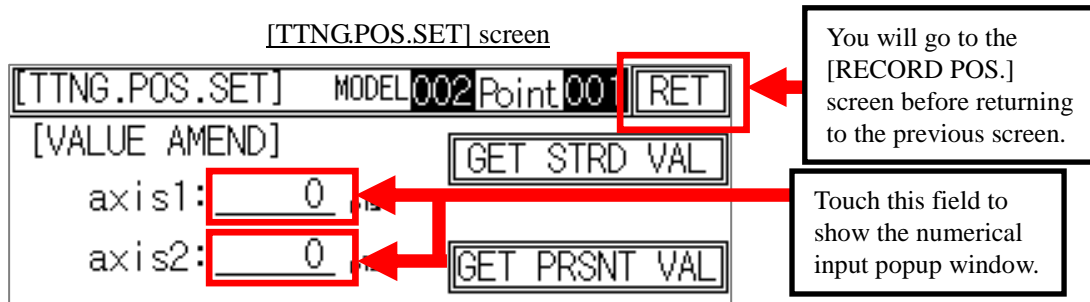 [TTNG.POS.SET] screen
You will go to the
[RECORD POS.]
screen before returning
to the previous screen.
[TTNG.POS.SET] MODEL 002 Point 001 RET
[VALUE AMEND]
GET STRD VAL
axis1: 0
Touch this field to
show the numerical
input popup window.
axis2: 0
GET PRSNT VAL